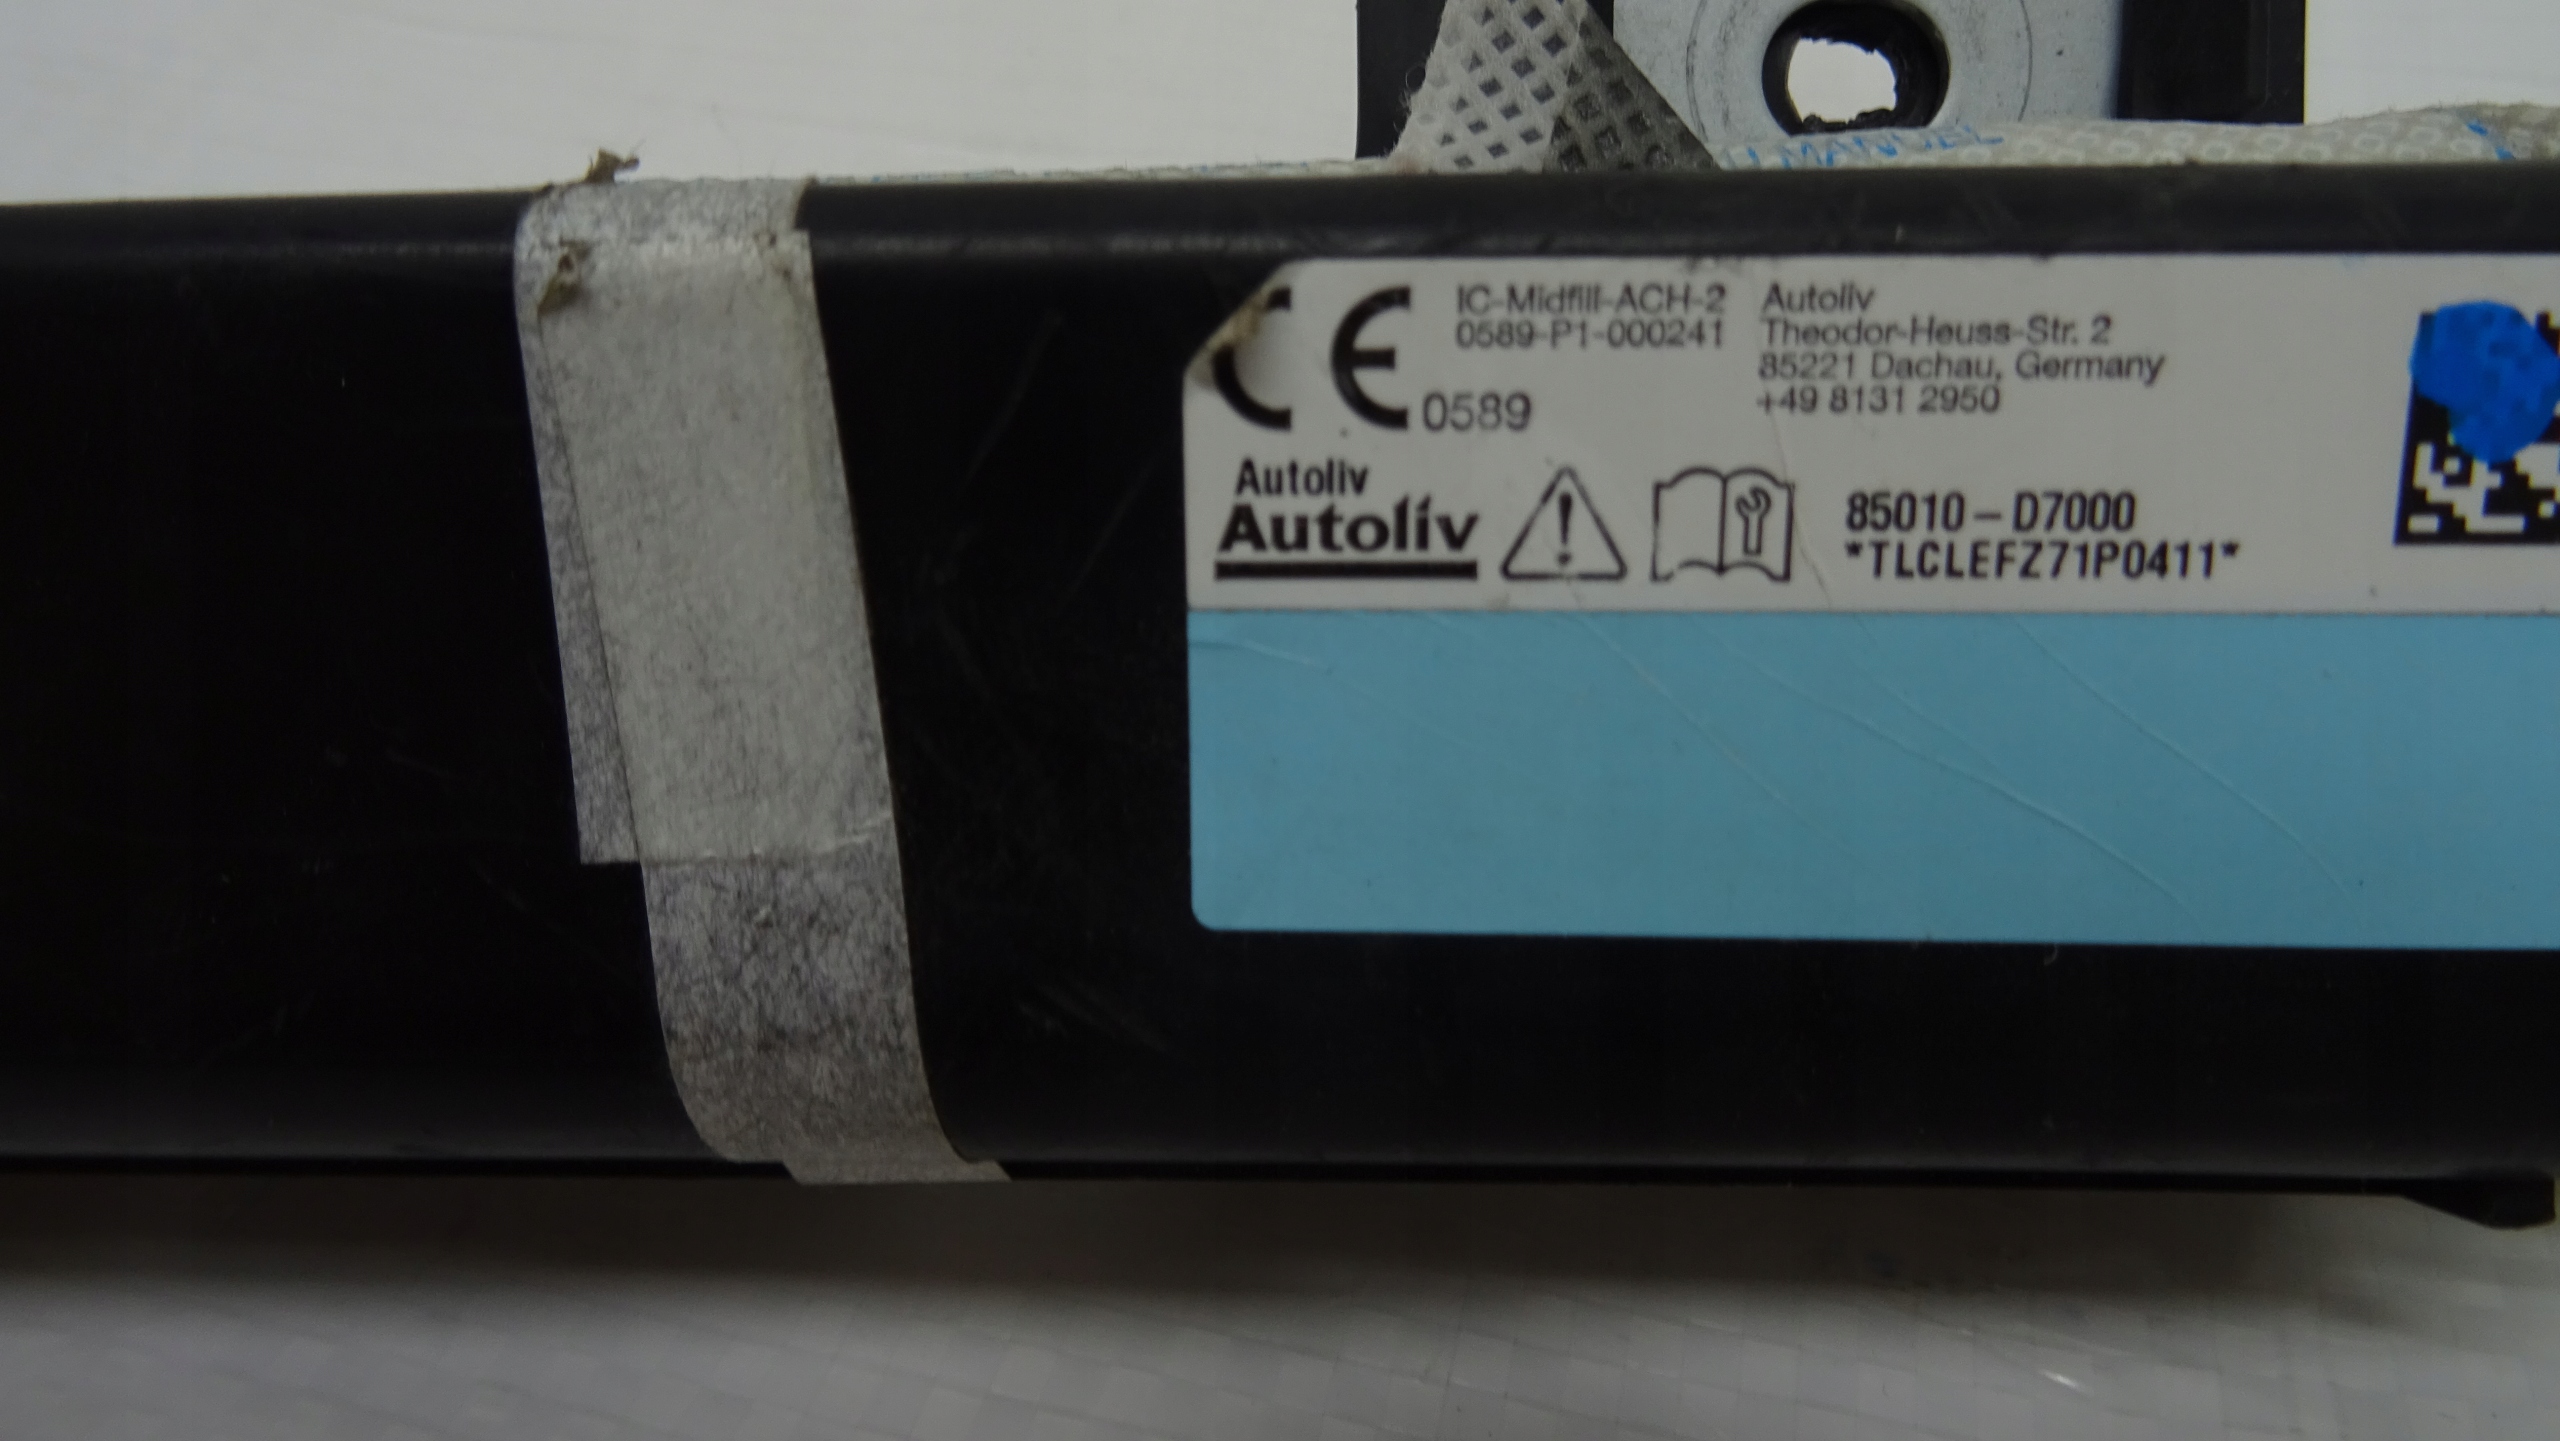 MANUEL
CE 0589
IC-Midfill-ACH-2
0589-P1-000241
Autoliv
Theodor-Heuss-Str. 2
85221 Dachau, Germany
+49 8131 2950
Autoliv
Autoliv
85010-D7000
*TLCLEFZ71P0411*